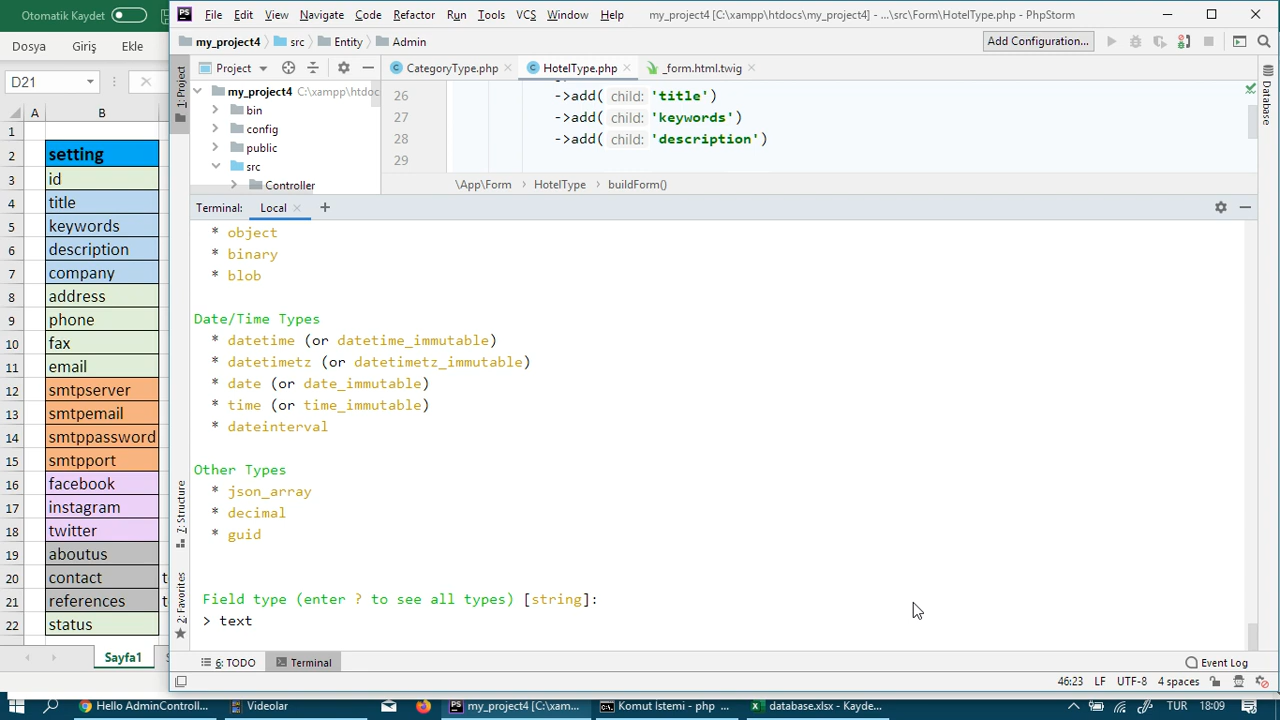 Otomatik Kaydet
Dosya Giriş Ekle
D21
A B
1
2 setting
3 id
4 title
5 keywords
6 description
7 company
8 address
9 phone
10 fax
11 email
12 smtpserver
13 smtpemail
14 smtppassword
15 smtpport
16 facebook
17 instagram
18 twitter
19 aboutus
20 contact t
21 references t
22 status
Sayfa1
File Edit View Navigate Code Refactor Run Tools VCS Window Help my_project4 [C:\xampp\htdocs\my_project4] - ...\src\Form\HotelType.php - PhpStorm
my_project4 src Entity Admin Add Configuration...
Project CategoryType.php HotelType.php _form.html.twig
1: Project
my_project4 C:\xampp\htdoc
bin
config
public
src
Controller
26 ->add( child: 'title')
27 ->add( child: 'keywords')
28 ->add( child: 'description')
29
\App\Form HotelType buildForm()
Database
Terminal: Local +
* object
* binary
* blob
Date/Time Types
* datetime (or datetime_immutable)
* datetimetz (or datetimetz_immutable)
* date (or date_immutable)
* time (or time_immutable)
* dateinterval
Other Types
* json_array
* decimal
* guid
Field type (enter ? to see all types) [string]:
> text
7: Structure
2: Favorites
6: TODO Terminal Event Log
46:23 LF UTF-8 4 spaces
Hello AdminControll... Videolar my_project4 [C:\xam... Komut İstemi - php ... database.xlsx - Kayde... TUR 18:09